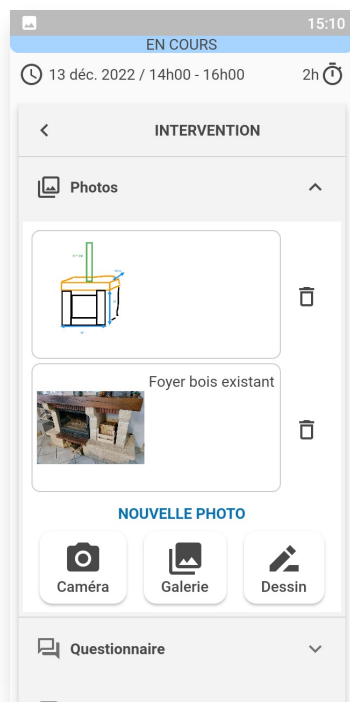 15:10
EN COURS
13 déc. 2022 / 14h00 - 16h00 2h
INTERVENTION
Photos
Foyer bois existant
NOUVELLE PHOTO
Caméra Galerie Dessin
Questionnaire